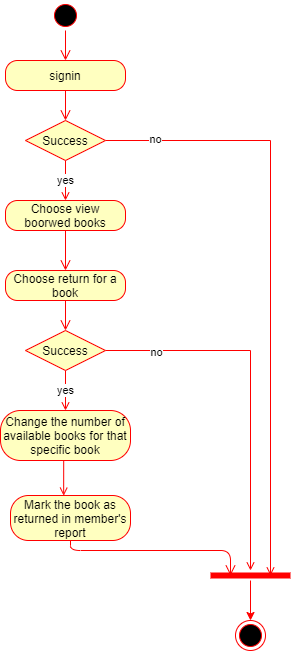 signin
Success
no
yes
Choose view
boorwed books
Choose return for a
book
Success
no
yes
Change the number of
available books for that
specific book
Mark the book as
returned in member's
report